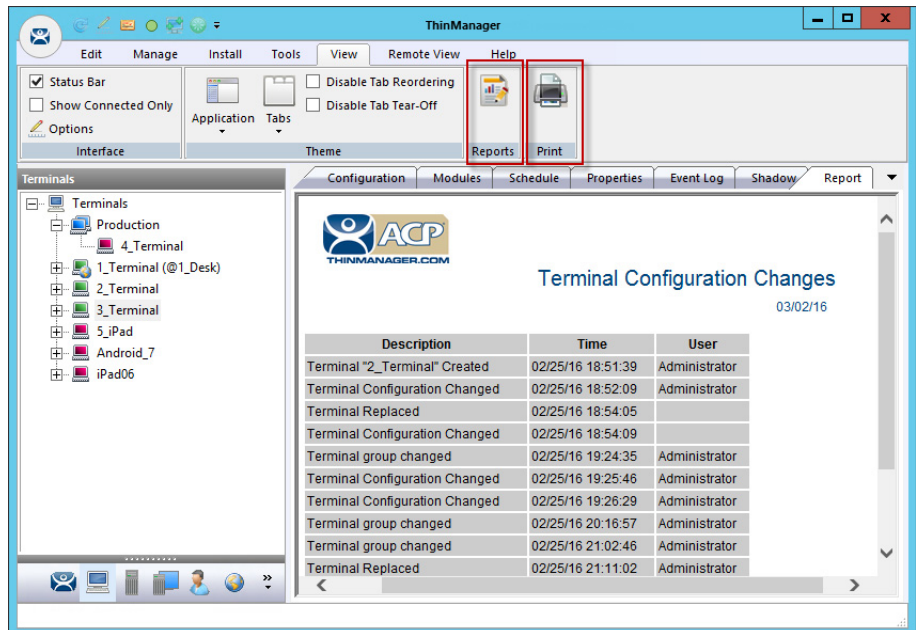 ThinManager
Edit Manage Install Tools View Remote View Help
Status Bar
Show Connected Only
Options
Interface
Application
Tabs
Disable Tab Reordering
Disable Tab Tear-Off
Theme
Reports
Print
Terminals
Terminals
Production
4_Terminal
1_Terminal (@1_Desk)
2_Terminal
3_Terminal
5_iPad
Android_7
iPad06
Configuration Modules Schedule Properties Event Log Shadow Report
ACP
THINMANAGER.COM
Terminal Configuration Changes
03/02/16
Description Time User
Terminal "2_Terminal" Created 02/25/16 18:51:39 Administrator
Terminal Configuration Changed 02/25/16 18:52:09 Administrator
Terminal Replaced 02/25/16 18:54:05
Terminal Configuration Changed 02/25/16 18:54:09
Terminal group changed 02/25/16 19:24:35 Administrator
Terminal Configuration Changed 02/25/16 19:25:46 Administrator
Terminal Configuration Changed 02/25/16 19:26:29 Administrator
Terminal group changed 02/25/16 20:16:57 Administrator
Terminal group changed 02/25/16 21:02:46 Administrator
Terminal Replaced 02/25/16 21:11:02 Administrator